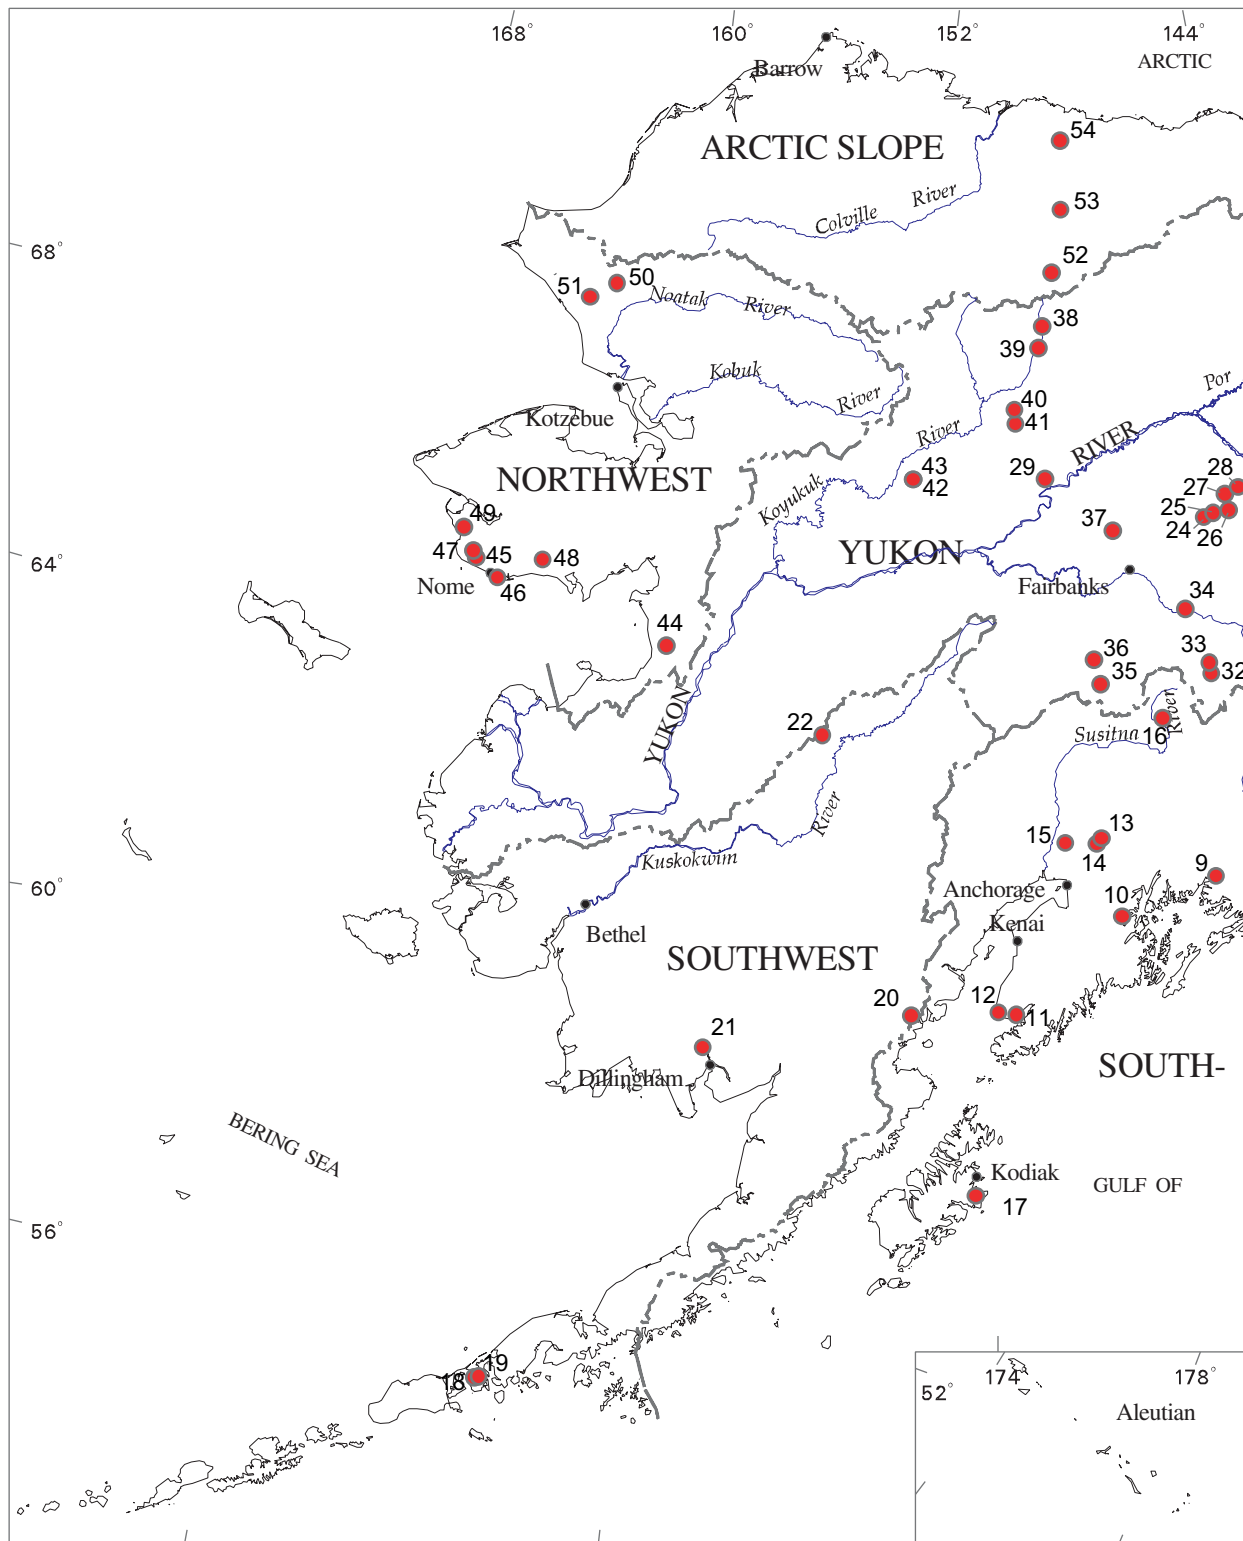 168°
160°
152°
144°
ARCTIC
Barrow
54
ARCTIC SLOPE
Colville River
53
68°
52
51
50
Noatak River
38
39
Kobuk River
Por
Kotzebue
40
41
River
RIVER
NORTHWEST
Koyukuk
43
42
29
28
27
25
24
26
49
37
47
45
48
YUKON
64°
Nome
46
Fairbanks
34
44
36
33
35
32
YUKON
22
River
Susitna
16
River
13
15
14
Kuskokwim
9
60°
Anchorage
10
Bethel
Kenai
SOUTHWEST
20
12
11
21
SOUTH-
Dillingham
BERING SEA
Kodiak
GULF OF
17
56°
19
18
174°
178°
52°
Aleutian